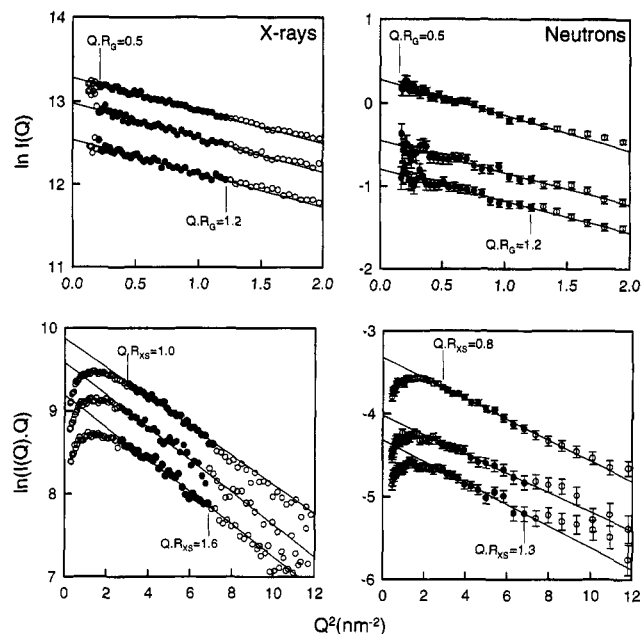 X-rays
Neutrons
Q.RG=0.5
Q.RG=0.5
ln I(Q)
14
13
12
11
1
0
-1
-2
Q.RG=1.2
Q.RG=1.2
0.0 0.5 1.0 1.5 2.0
0.0 0.5 1.0 1.5 2.0
ln(I(Q).Q)
10
9
8
7
-3
-4
-5
-6
Q.RXS=1.0
Q.RXS=0.8
Q.RXS=1.6
Q.RXS=1.3
0 2 4 6 8 10 12
0 2 4 6 8 10 12
Q²(nm⁻²)